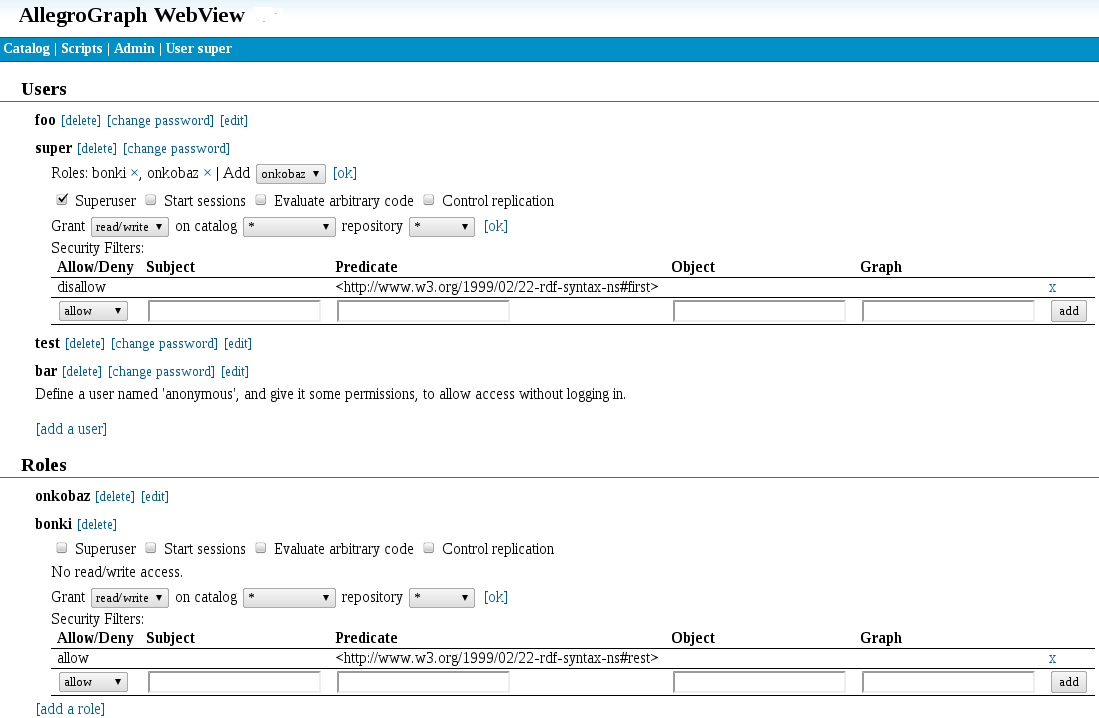 AllegroGraph WebView
Catalog | Scripts | Admin | User super
Users
foo [delete] [change password] [edit]
super [delete] [change password]
Roles: bonki ×, onkobaz × | Add onkobaz ▼ [ok]
Superuser Start sessions Evaluate arbitrary code Control replication
Grant read/write ▼ on catalog * ▼ repository * ▼ [ok]
Security Filters:
Allow/Deny Subject Predicate Object Graph
disallow <http://www.w3.org/1999/02/22-rdf-syntax-ns#first> x
allow ▼ add
test [delete] [change password] [edit]
bar [delete] [change password] [edit]
Define a user named 'anonymous', and give it some permissions, to allow access without logging in.
[add a user]
Roles
onkobaz [delete] [edit]
bonki [delete]
Superuser Start sessions Evaluate arbitrary code Control replication
No read/write access.
Grant read/write ▼ on catalog * ▼ repository * ▼ [ok]
Security Filters:
Allow/Deny Subject Predicate Object Graph
allow <http://www.w3.org/1999/02/22-rdf-syntax-ns#rest> x
allow ▼ add
[add a role]